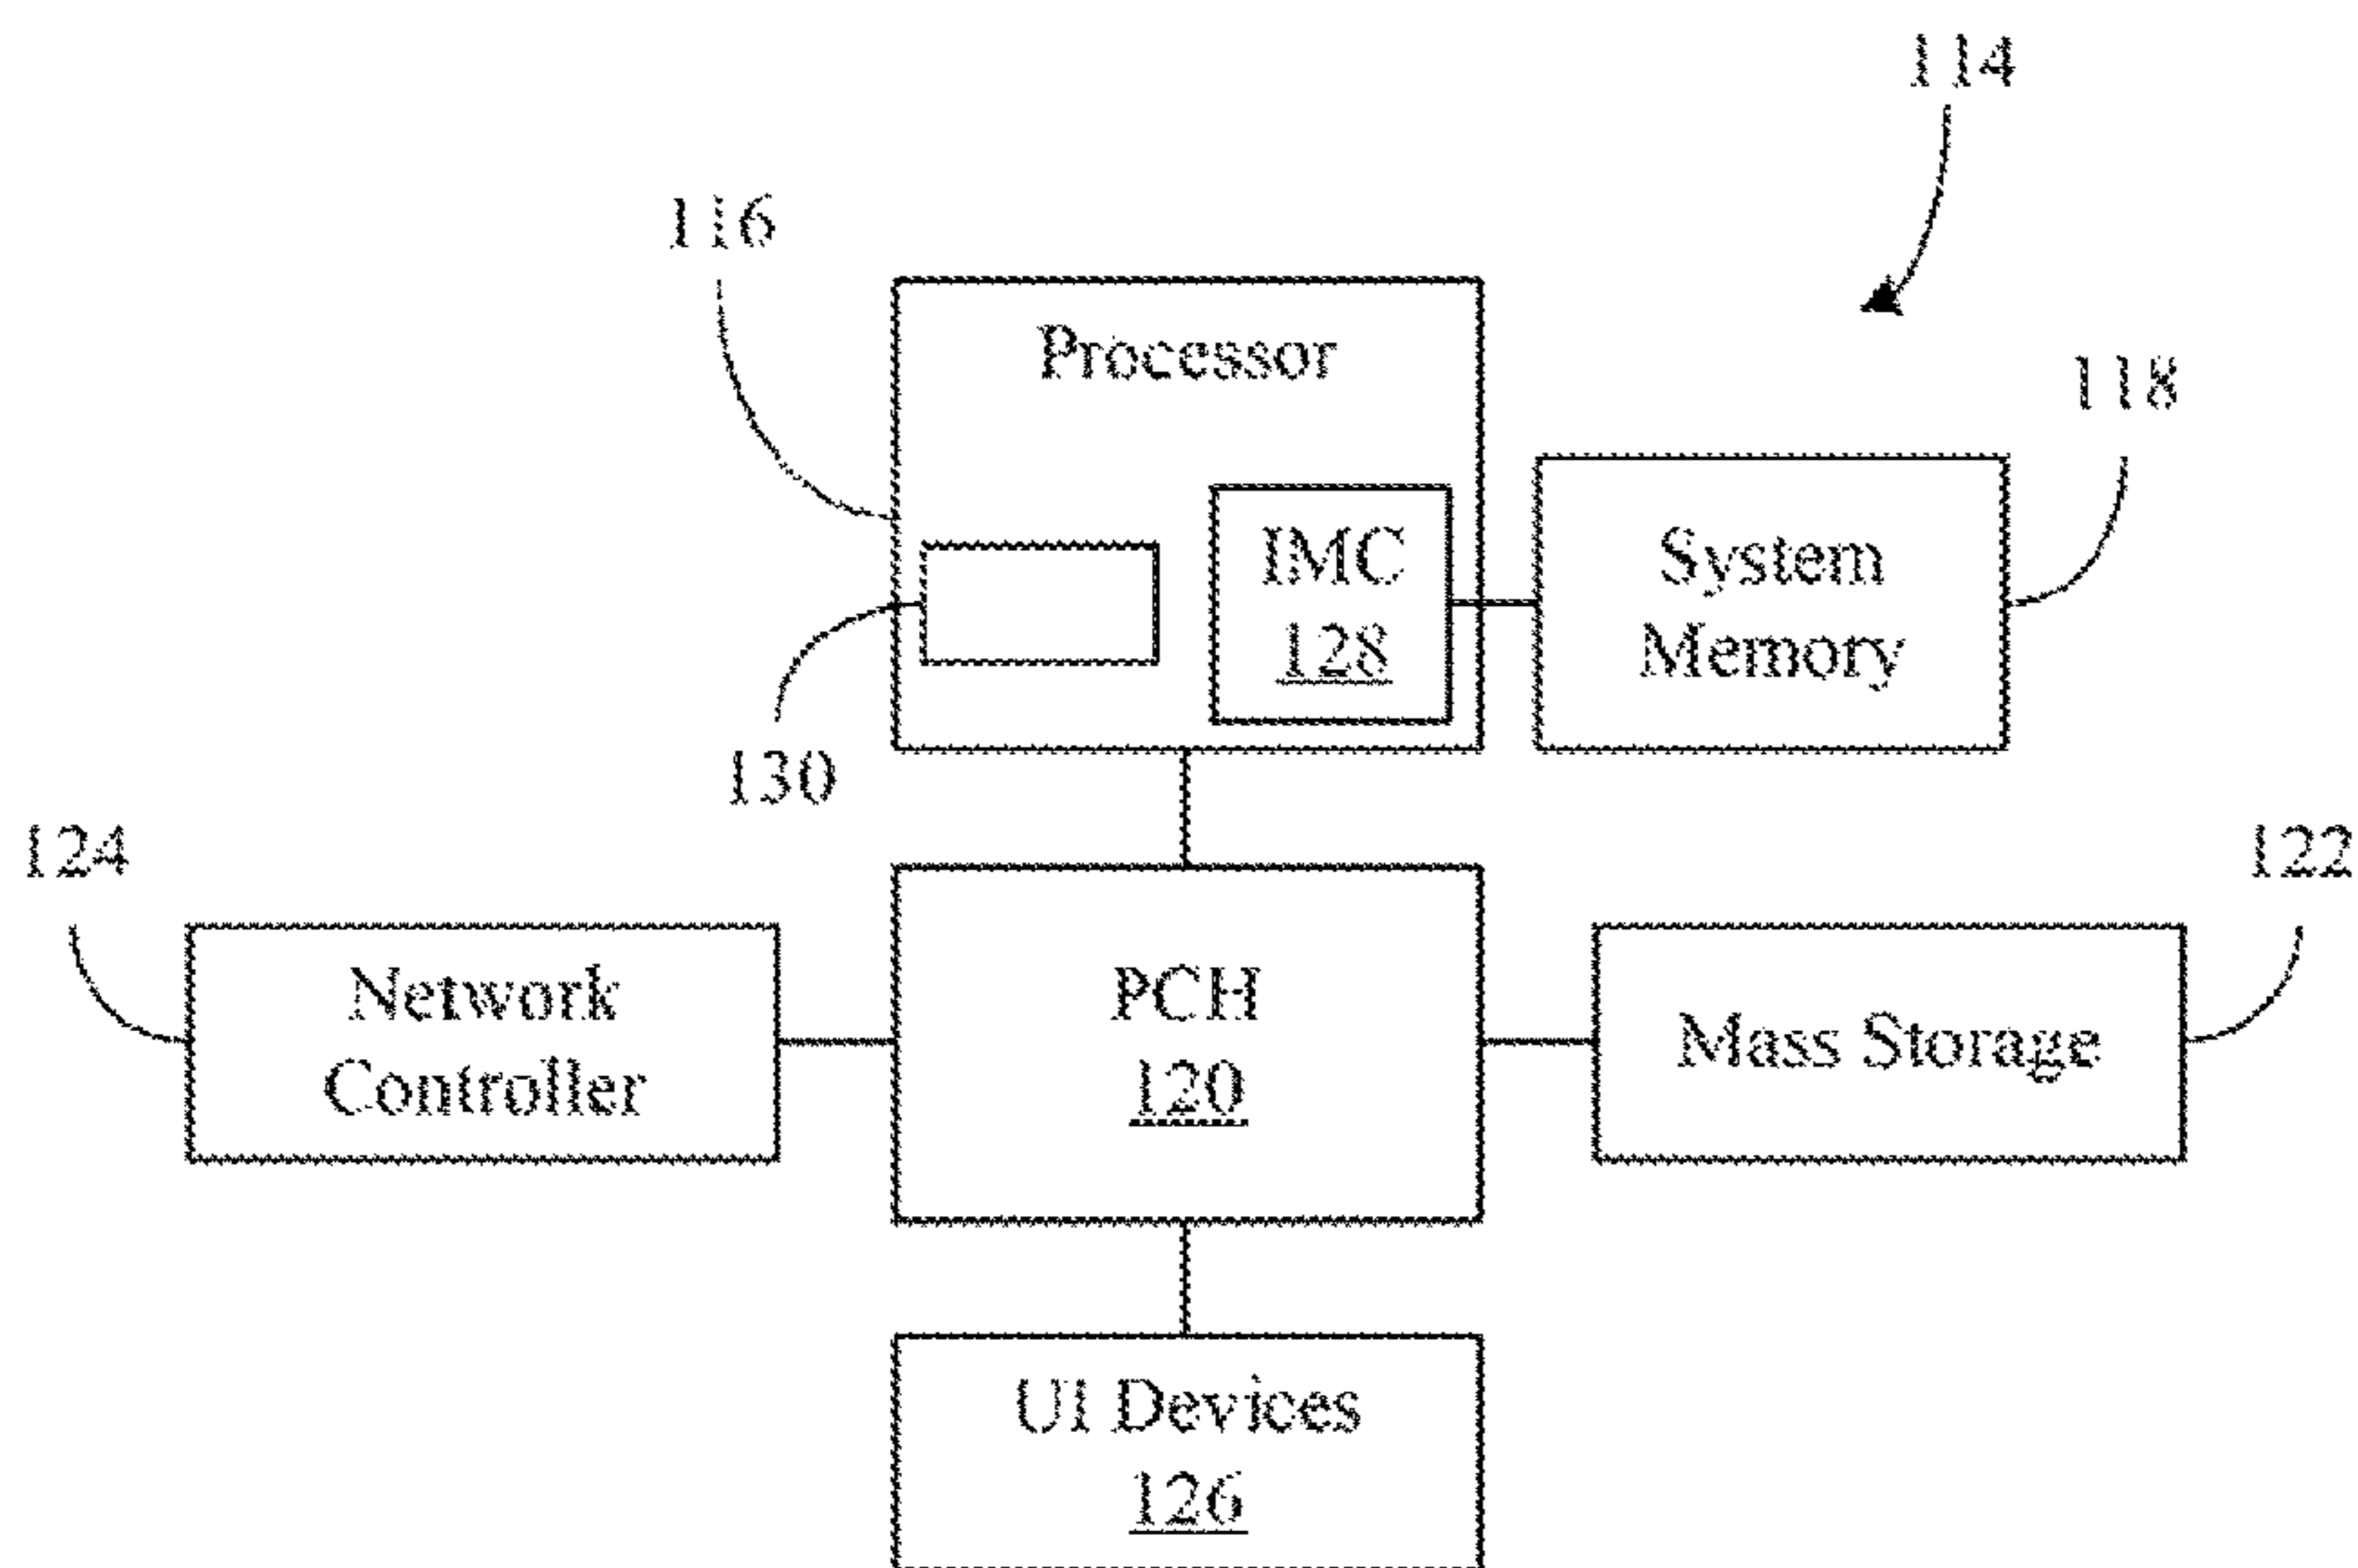 114
116
Processor
118
IMC
128
System
Memory
130
124
122
Network
Controller
PCH
120
Mass Storage
UI Devices
126